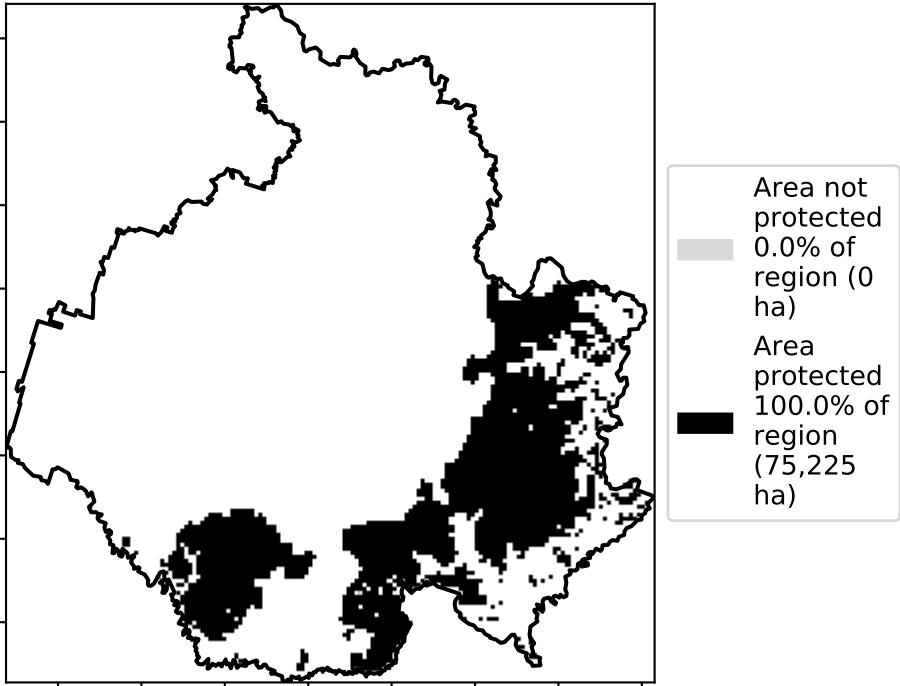 Area not
protected
0.0% of
region (0
ha)
Area
protected
100.0% of
region
(75,225
ha)